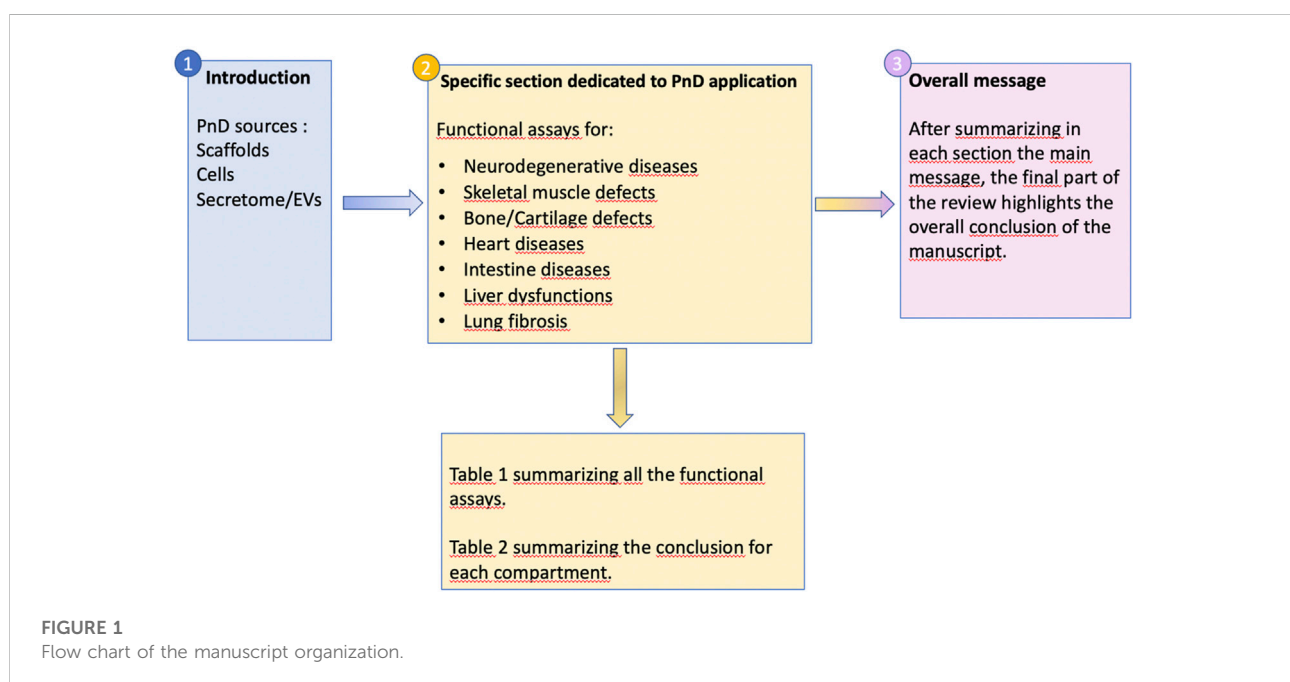 1
Introduction
PnD sources :
Scaffolds
Cells
Secretome/EVs
2
Specific section dedicated to PnD application
Functional assays for:
• Neurodegenerative diseases
• Skeletal muscle defects
• Bone/Cartilage defects
• Heart diseases
• Intestine diseases
• Liver dysfunctions
• Lung fibrosis
3
Overall message
After summarizing in
each section the main
message, the final part of
the review highlights the
overall conclusion of the
manuscript.
Table 1 summarizing all the functional
assays.
Table 2 summarizing the conclusion for
each compartment.
FIGURE 1
Flow chart of the manuscript organization.